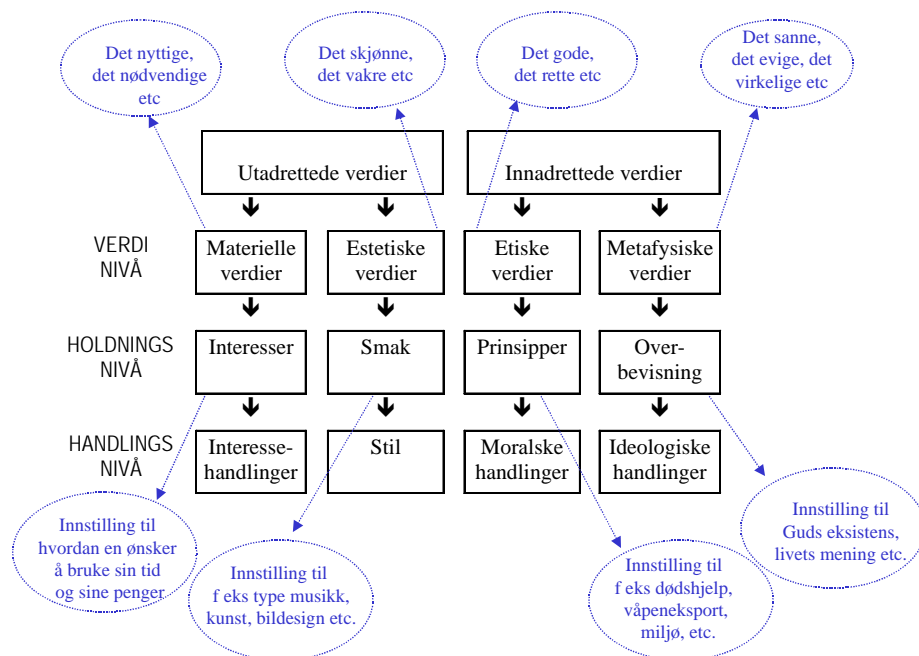 Det nyttige,
det nødvendige
etc
Det skjønne,
det vakre etc
Det gode,
det rette etc
Det sanne,
det evige, det
virkelige etc
Utadrettede verdier
Innadrettede verdier
VERDI
NIVÅ
Materielle
verdier
Estetiske
verdier
Etiske
verdier
Metafysiske
verdier
HOLDNINGS
NIVÅ
Interesser
Smak
Prinsipper
Over-
bevisning
HANDLINGS
NIVÅ
Interesse-
handlinger
Stil
Moralske
handlinger
Ideologiske
handlinger
Innstilling til
hvordan en ønsker
å bruke sin tid
og sine penger
Innstilling til
f eks type musikk,
kunst, bildesign etc.
Innstilling til
f eks dødshjelp,
våpeneksport,
miljø, etc.
Innstilling til
Guds eksistens,
livets mening etc.